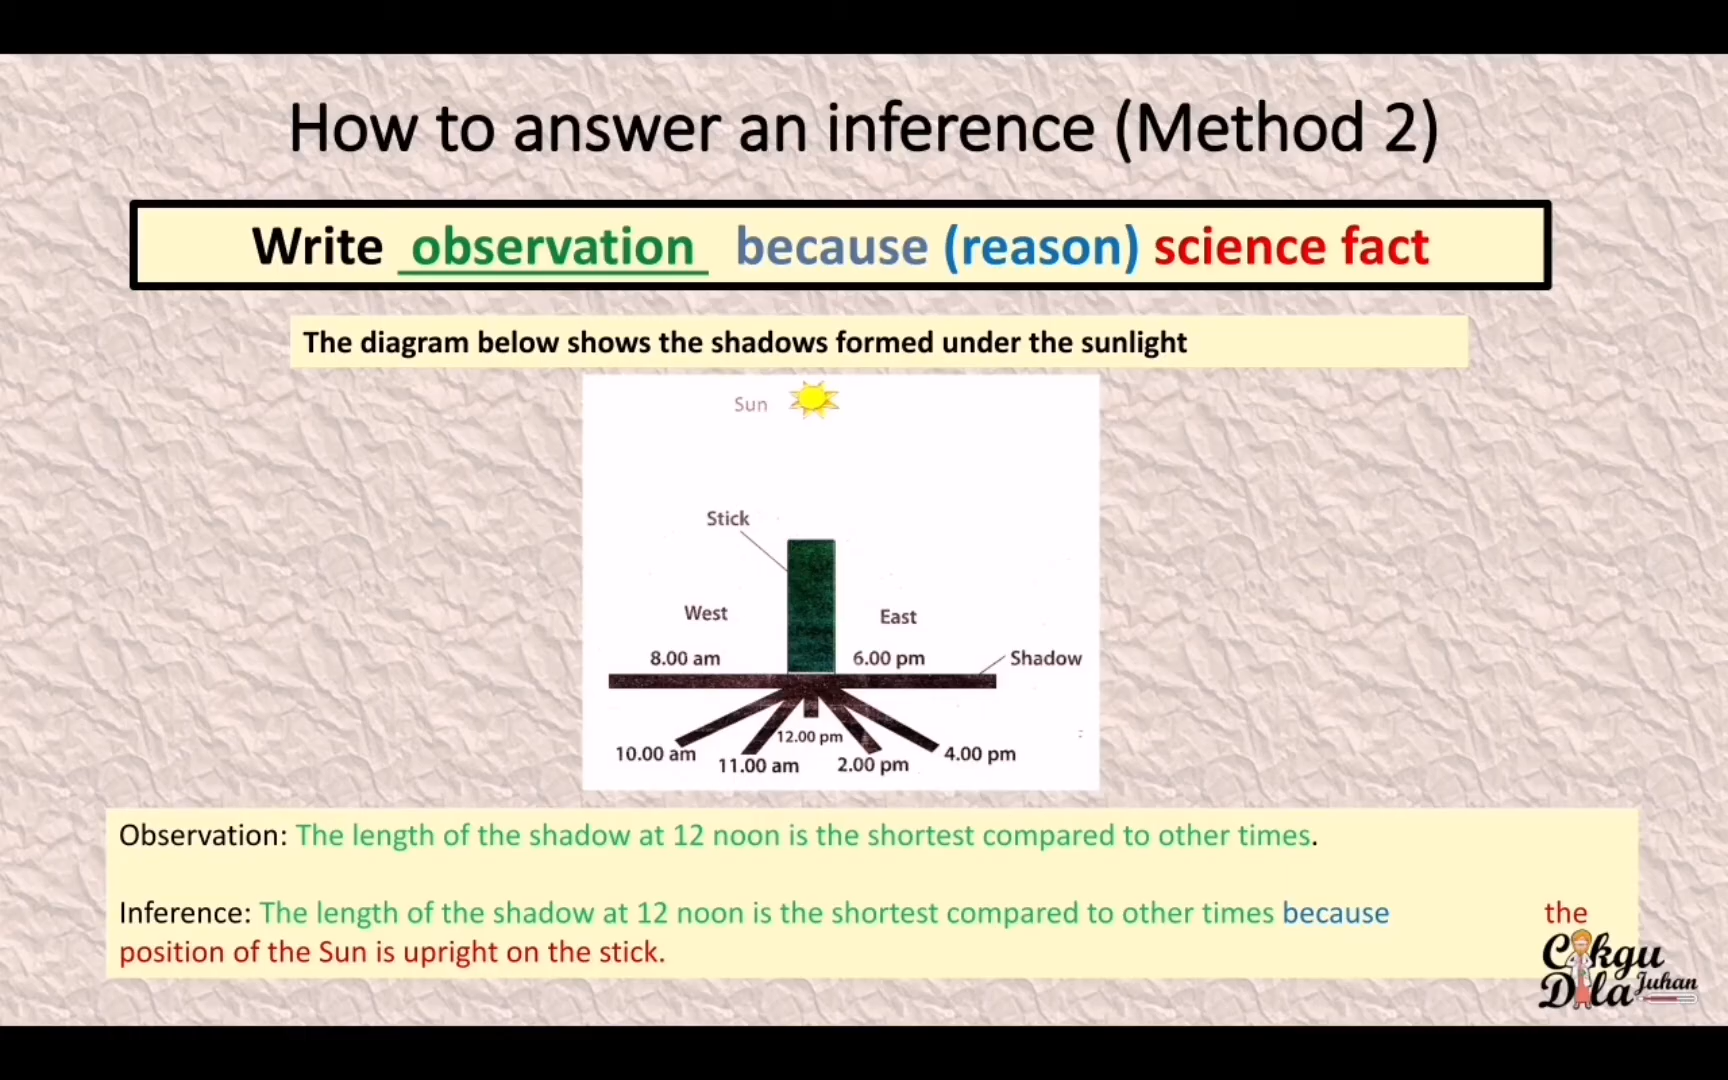 How to answer an inference (Method 2)
Write observation because (reason) science fact
The diagram below shows the shadows formed under the sunlight
Sun
Stick
West
East
8.00 am
6.00 pm
Shadow
10.00 am
11.00 am
12.00 pm
2.00 pm
4.00 pm
Observation: The length of the shadow at 12 noon is the shortest compared to other times.
Inference: The length of the shadow at 12 noon is the shortest compared to other times because the
position of the Sun is upright on the stick.
Cikgu
Dila Juhan